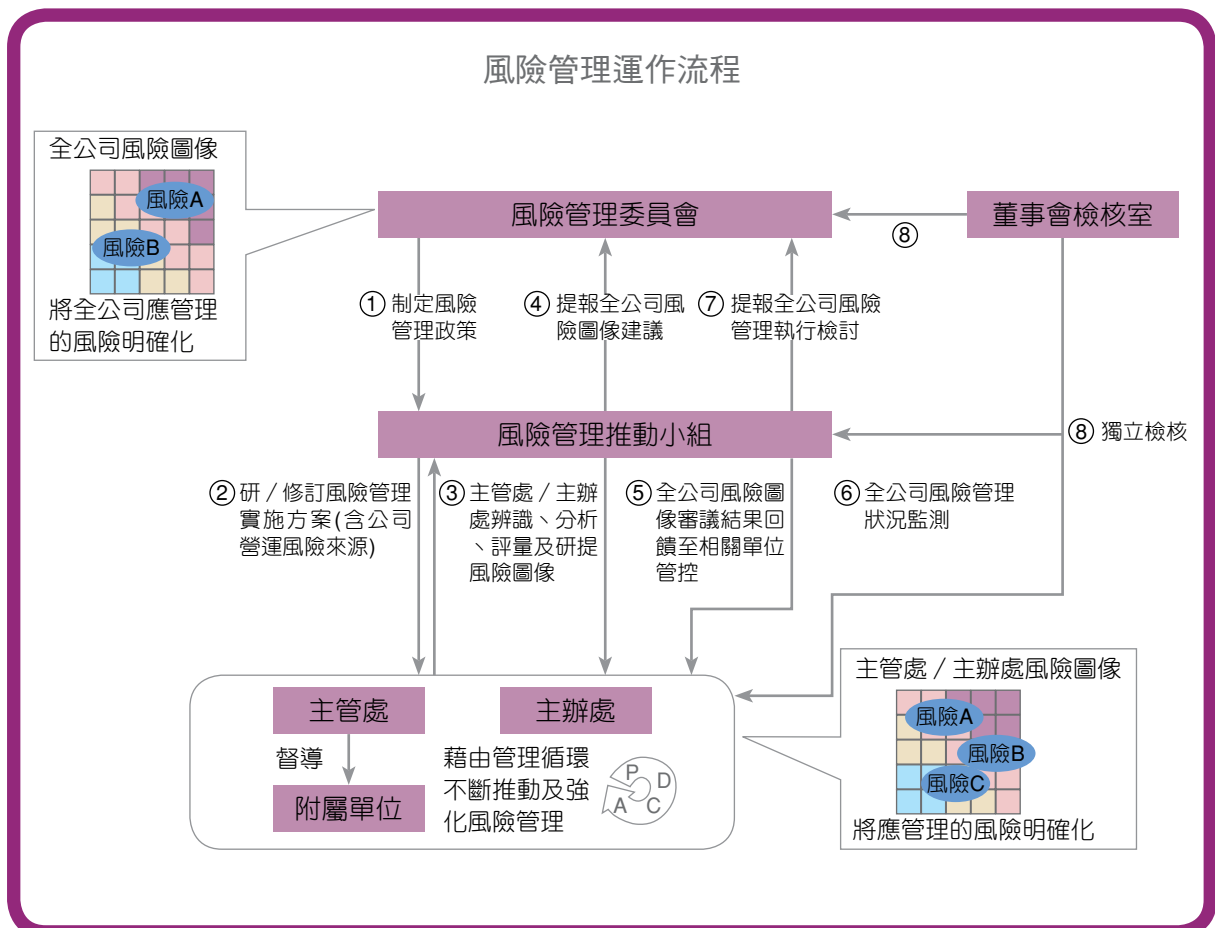 風險管理運作流程
全公司風險圖像
風險A
風險B
將全公司應管理
的風險明確化
風險管理委員會
董事會檢核室
⑧
① 制定風險
管理政策
④ 提報全公司風
險圖像建議
⑦ 提報全公司風險
管理執行檢討
風險管理推動小組
⑧ 獨立檢核
② 研/修訂風險管理
實施方案(含公司
營運風險來源)
③ 主管處/主辦
處辨識、分析
、評量及研提
風險圖像
⑤ 全公司風險圖
像審議結果回
饋至相關單位
管控
⑥ 全公司風險管理
狀況監測
主管處
督導
附屬單位
主辦處
藉由管理循環
不斷推動及強
化風險管理
P
D
C
A
主管處/主辦處風險圖像
風險A
風險B
風險C
將應管理的風險明確化